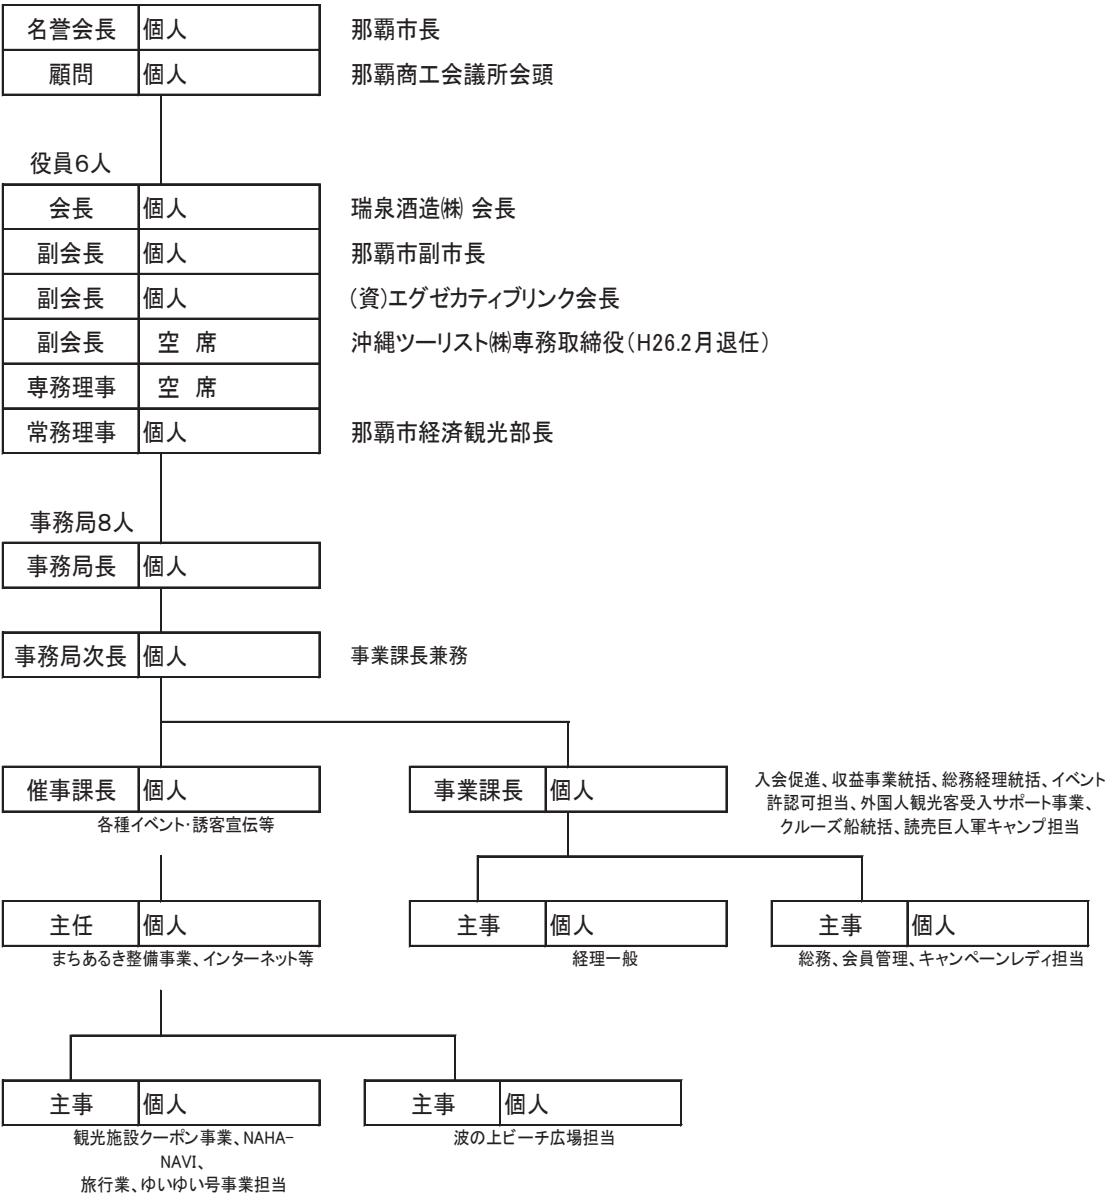 名誉会長 個人 那覇市長
顧問 個人 那覇商工会議所会頭
役員6人
会長 個人 瑞泉酒造㈱ 会長
副会長 個人 那覇市副市長
副会長 個人 (資)エグゼカティブリンク会長
副会長 空 席 沖縄ツーリスト㈱専務取締役(H26.2月退任)
専務理事 空 席
常務理事 個人 那覇市経済観光部長
事務局8人
事務局長 個人
事務局次長 個人 事業課長兼務
催事課長 個人
各種イベント・誘客宣伝等
事業課長 個人
入会促進、収益事業統括、総務経理統括、イベント
許認可担当、外国人観光客受入サポート事業、
クルーズ船統括、読売巨人軍キャンプ担当
主任 個人
まちあるき整備事業、インターネット等
主事 個人
経理一般
主事 個人
総務、会員管理、キャンペーンレディ担当
主事 個人
観光施設クーポン事業、NAHA-
NAVI、
旅行業、ゆいゆい号事業担当
主事 個人
波の上ビーチ広場担当